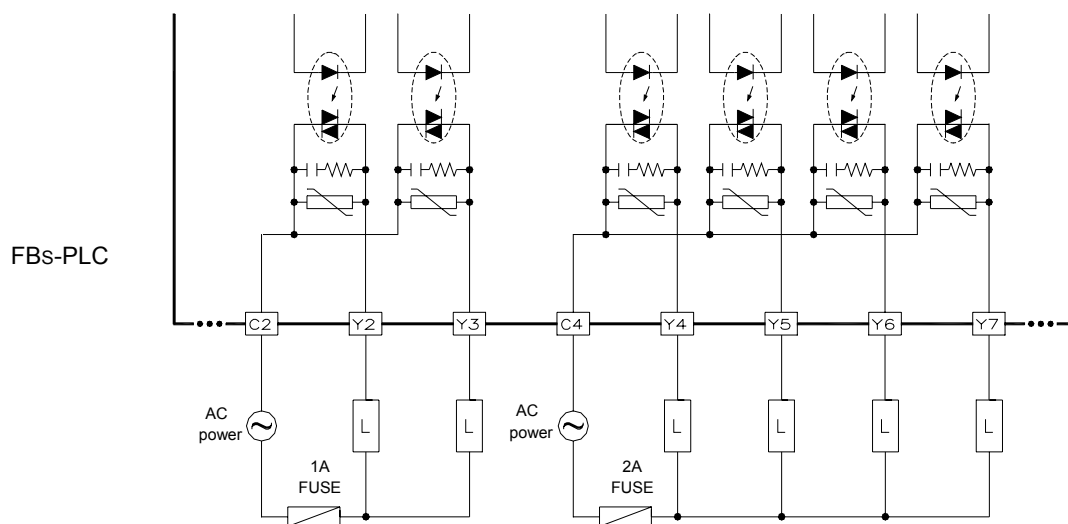 FBs-PLC
C2 Y2 Y3 C4 Y4 Y5 Y6 Y7
AC
power
L
L
AC
power
L
L
L
L
1A
FUSE
2A
FUSE